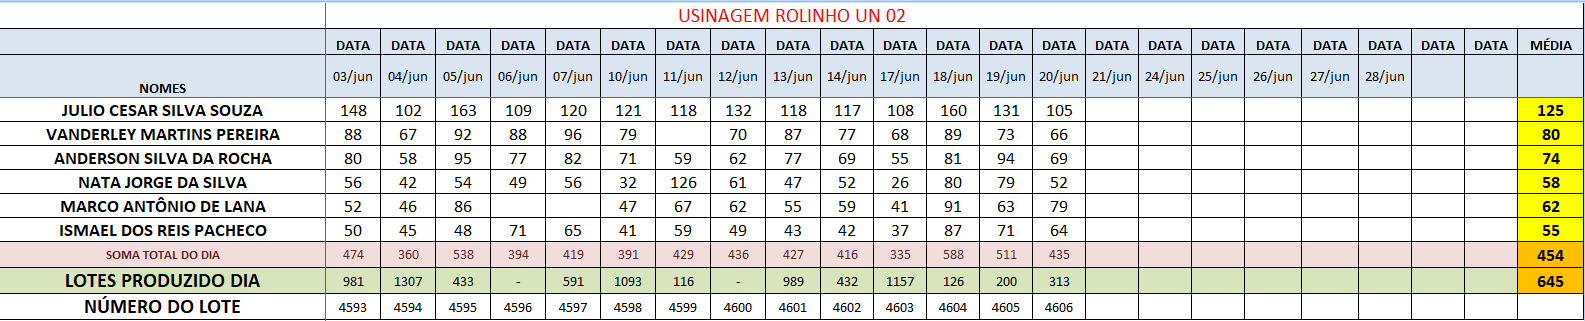 USINAGEM ROLINHO UN 02
DATA DATA DATA DATA DATA DATA DATA DATA DATA DATA DATA DATA DATA DATA DATA DATA DATA DATA DATA DATA DATA DATA MÉDIA
NOMES 03/jun 04/jun 05/jun 06/jun 07/jun 10/jun 11/jun 12/jun 13/jun 14/jun 17/jun 18/jun 19/jun 20/jun 21/jun 24/jun 25/jun 26/jun 27/jun 28/jun
JULIO CESAR SILVA SOUZA 148 102 163 109 120 121 118 132 118 117 108 160 131 105 125
VANDERLEY MARTINS PEREIRA 88 67 92 88 96 79 70 87 77 68 89 73 66 80
ANDERSON SILVA DA ROCHA 80 58 95 77 82 71 59 62 77 69 55 81 94 69 74
NATA JORGE DA SILVA 56 42 54 49 56 32 126 61 47 52 26 80 79 52 58
MARCO ANTÔNIO DE LANA 52 46 86 47 67 62 55 59 41 91 63 79 62
ISMAEL DOS REIS PACHECO 50 45 48 71 65 41 59 49 43 42 37 87 71 64 55
SOMA TOTAL DO DIA 474 360 538 394 419 391 429 436 427 416 335 588 511 435 454
LOTES PRODUZIDO DIA 981 1307 433 - 591 1093 116 - 989 432 1157 126 200 313 645
NÚMERO DO LOTE 4593 4594 4595 4596 4597 4598 4599 4600 4601 4602 4603 4604 4605 4606